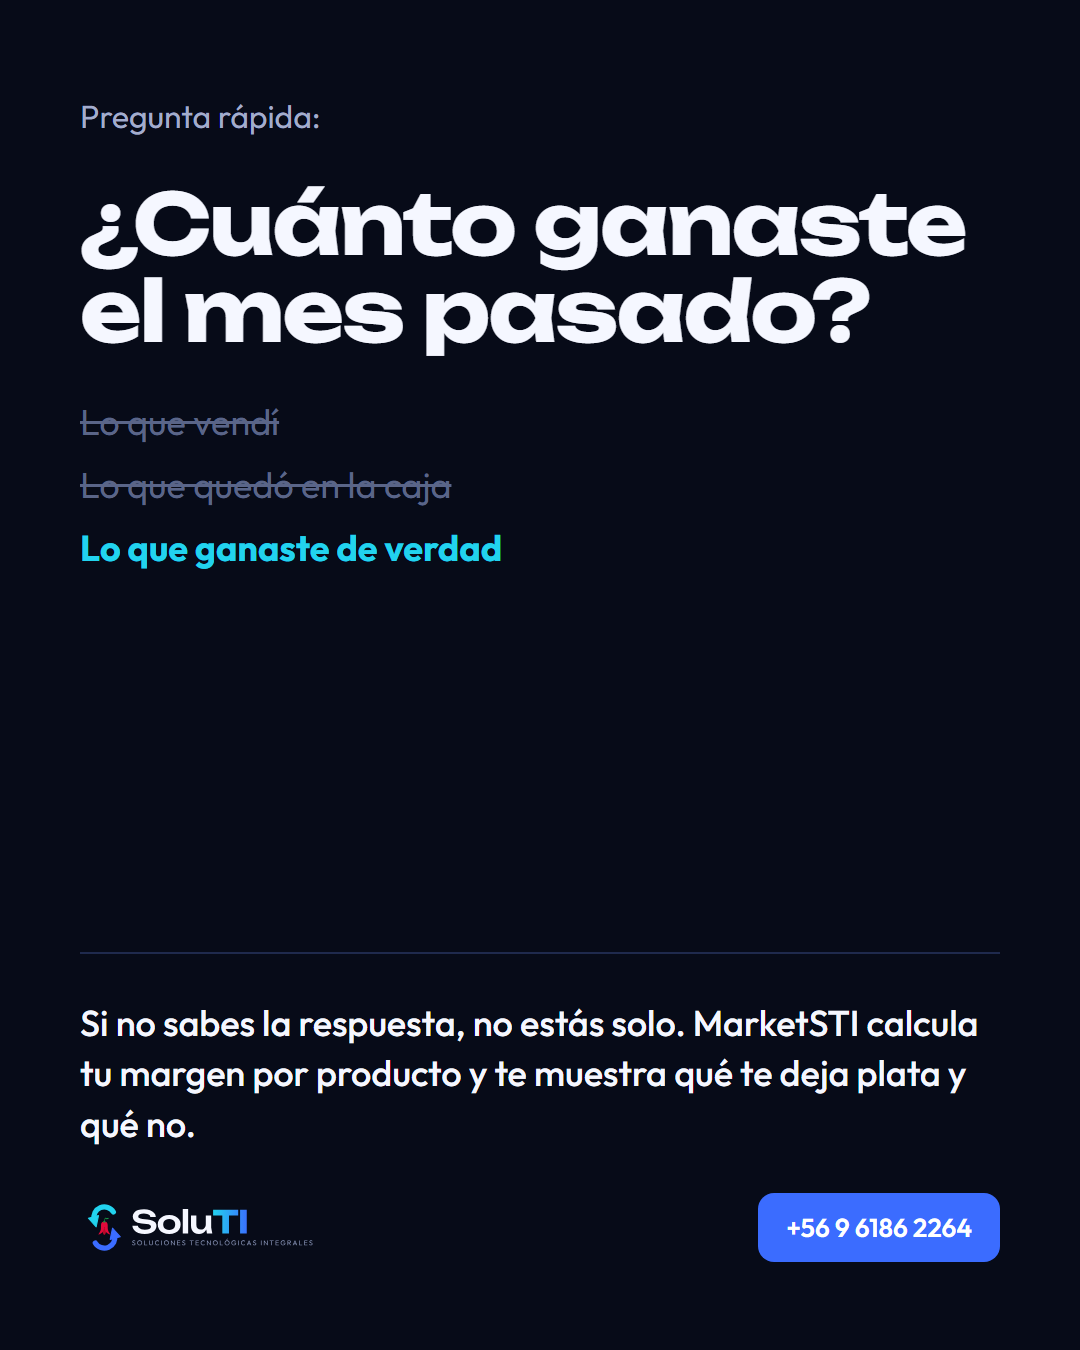 Pregunta rápida:
¿Cuánto ganaste
el mes pasado?
Lo que vendí
Lo que quedó en la caja
Lo que ganaste de verdad
Si no sabes la respuesta, no estás solo. MarketSTI calcula
tu margen por producto y te muestra qué te deja plata y
qué no.
SoluTI
SOLUCIONES TECNOLÓGICAS INTEGRALES
+56 9 6186 2264